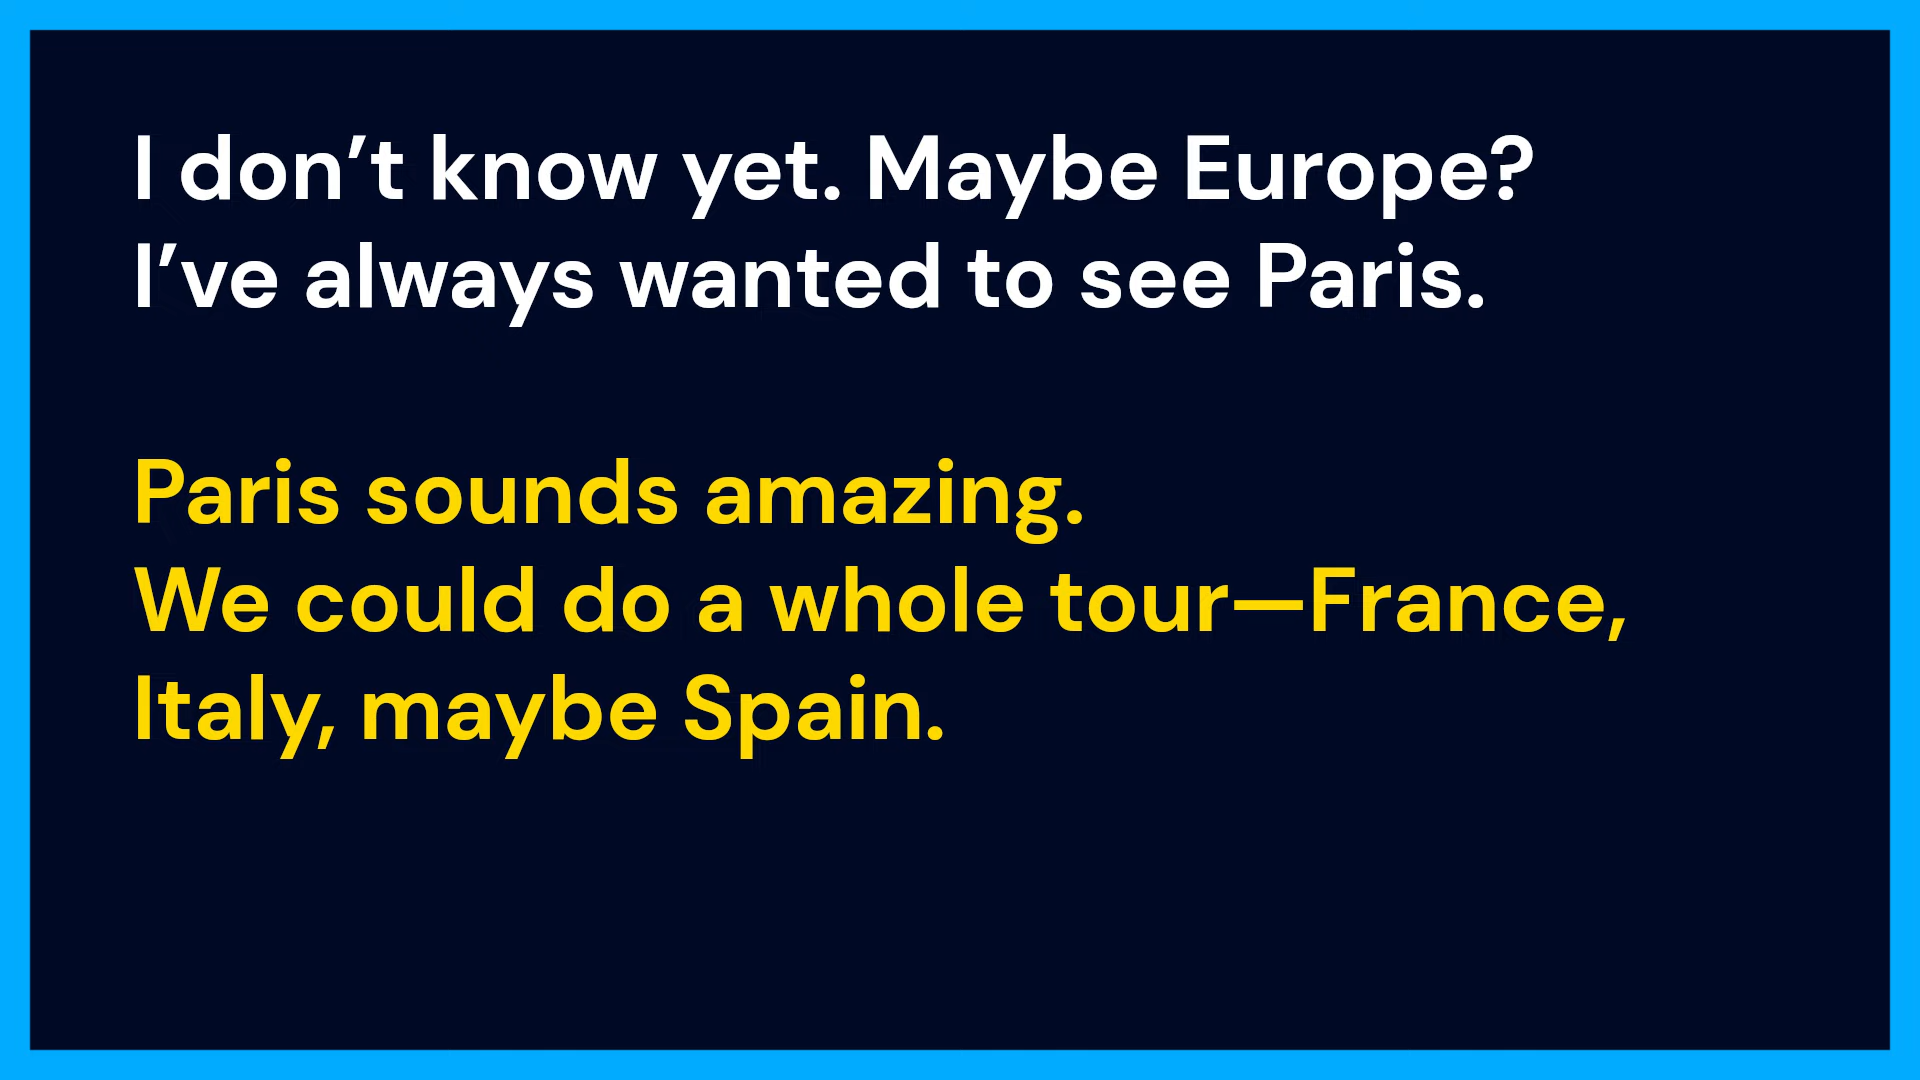 I don’t know yet. Maybe Europe?
I’ve always wanted to see Paris.
Paris sounds amazing.
We could do a whole tour—France,
Italy, maybe Spain.